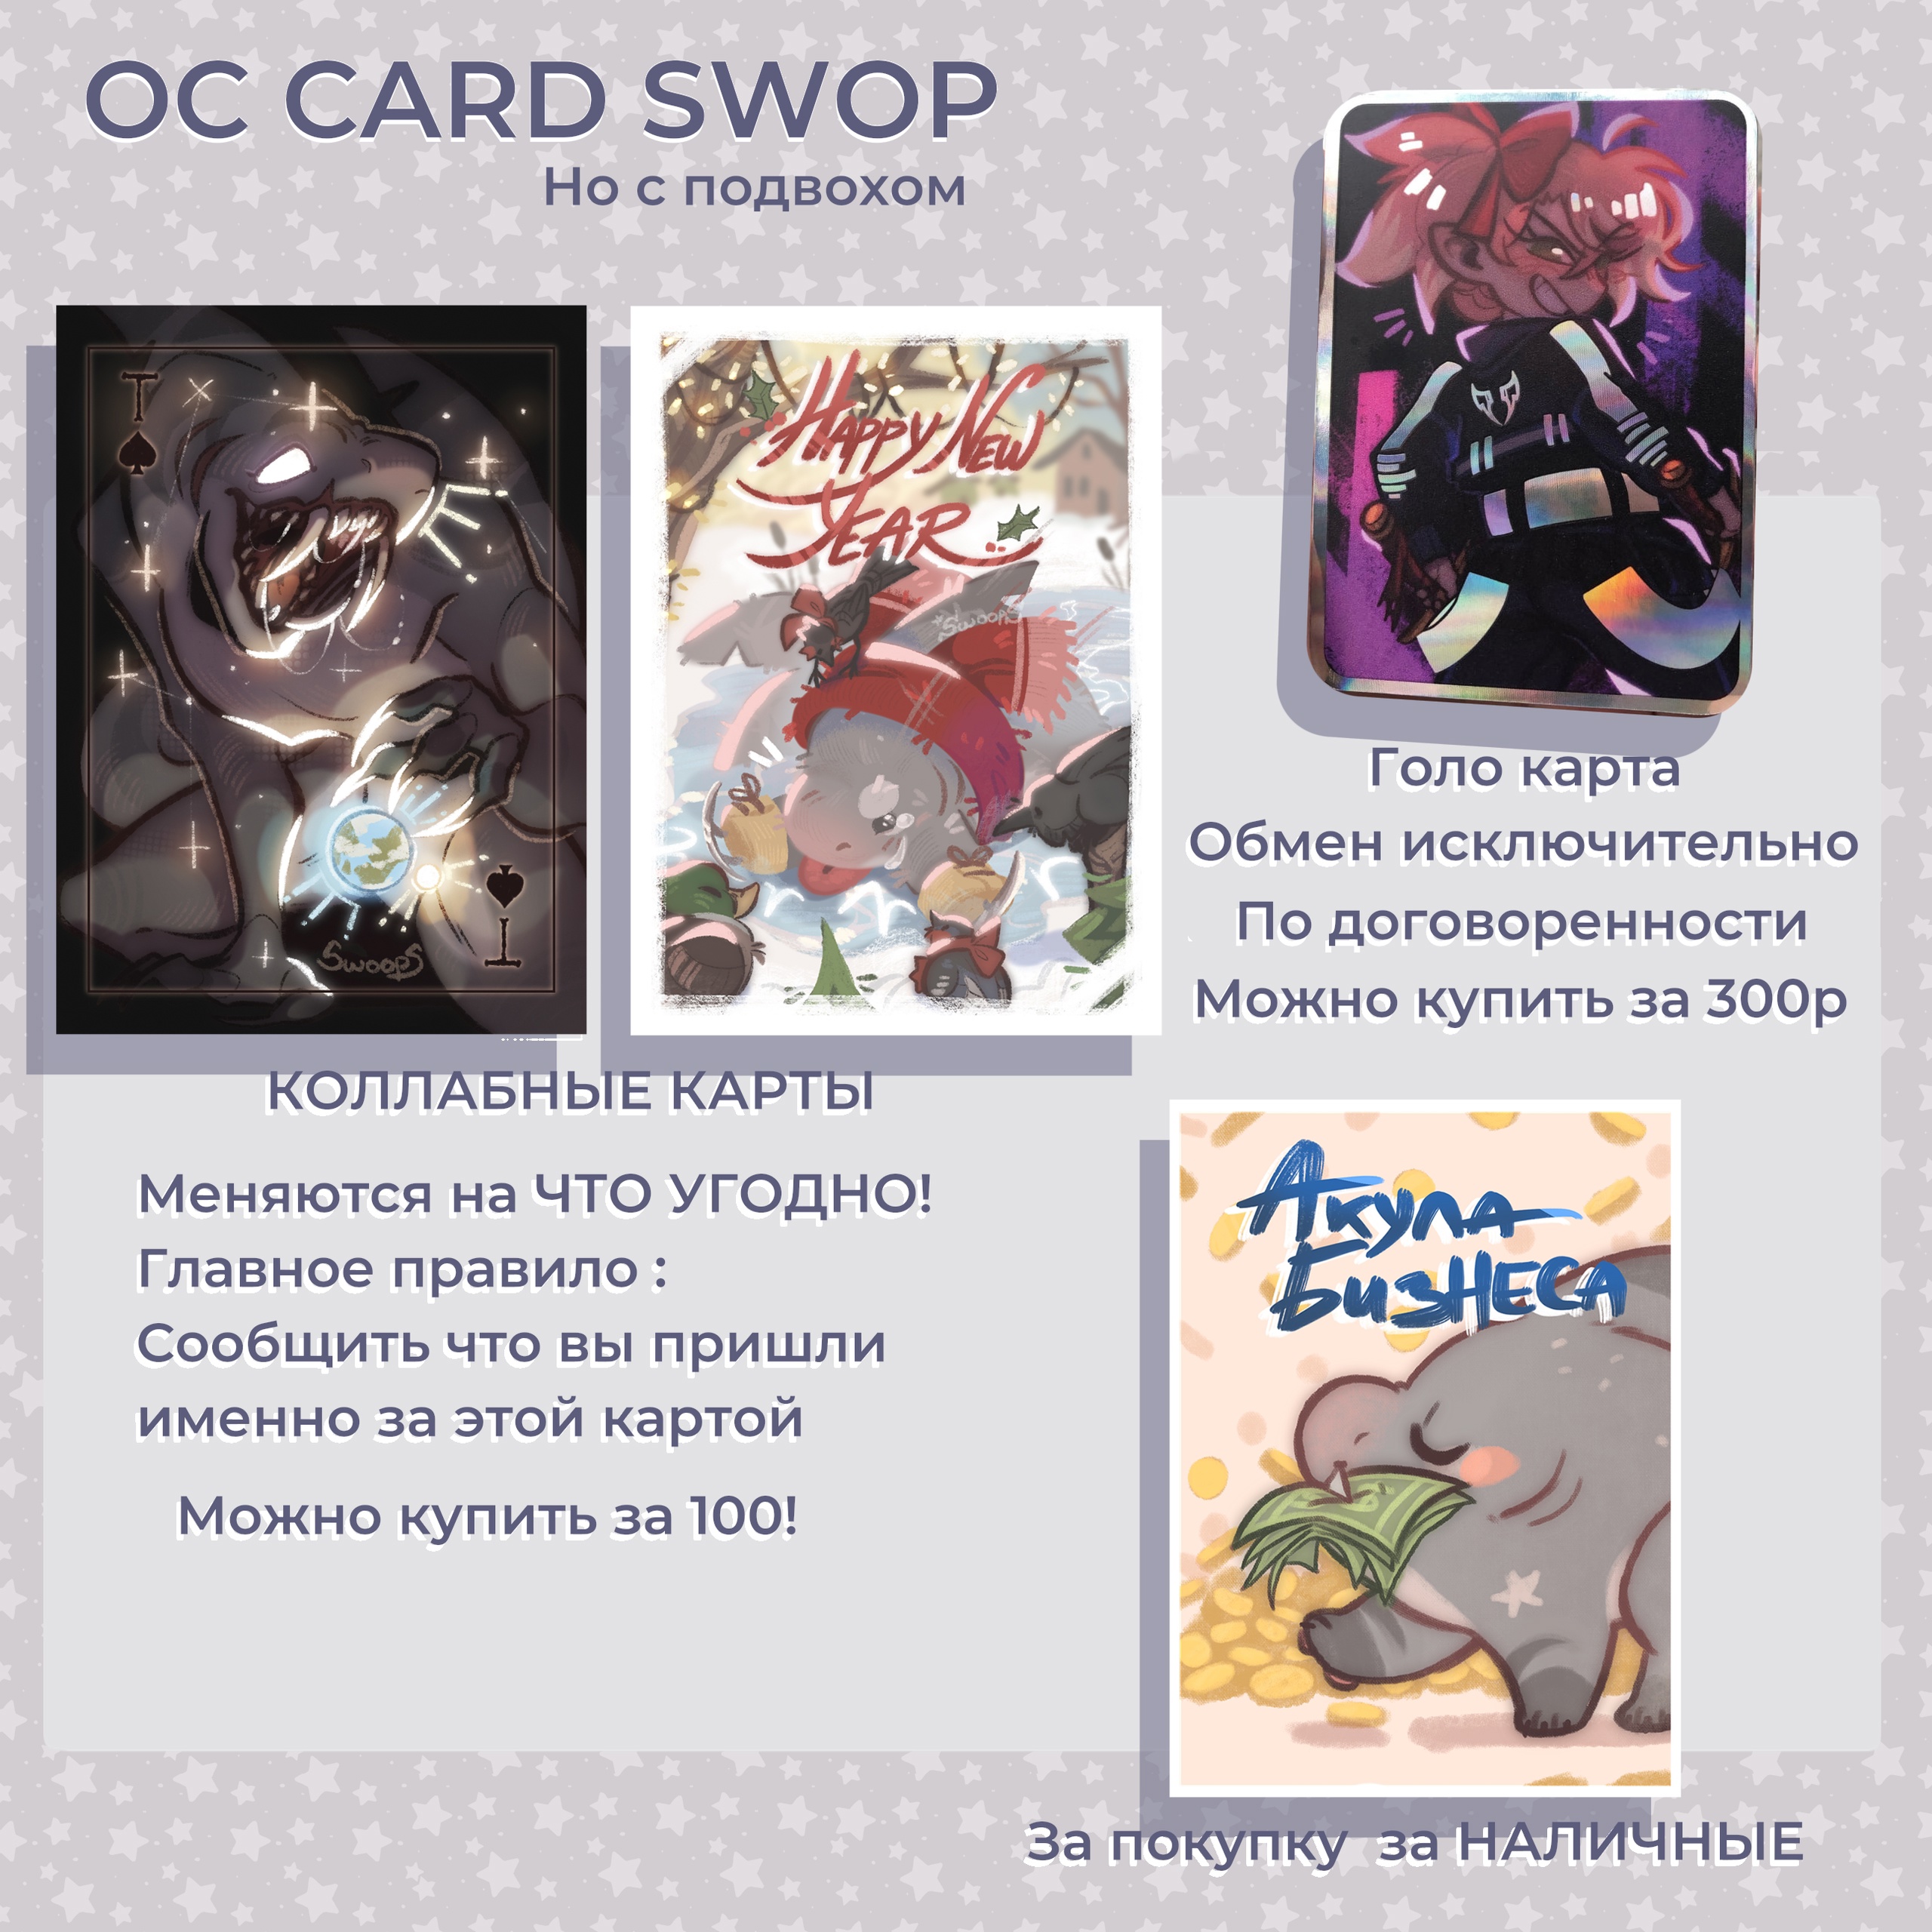 OC CARD SWOP
Но с подвохом
T
Swoops
T
HAPPY NEW
YEAR
Swoops
Голо карта
Обмен исключительно
По договоренности
Можно купить за 300р
КОЛЛАБНЫЕ КАРТЫ
Меняются на ЧТО УГОДНО!
Главное правило :
Сообщить что вы пришли
именно за этой картой
Можно купить за 100!
Акула
Бизнеса
За покупку за НАЛИЧНЫЕ